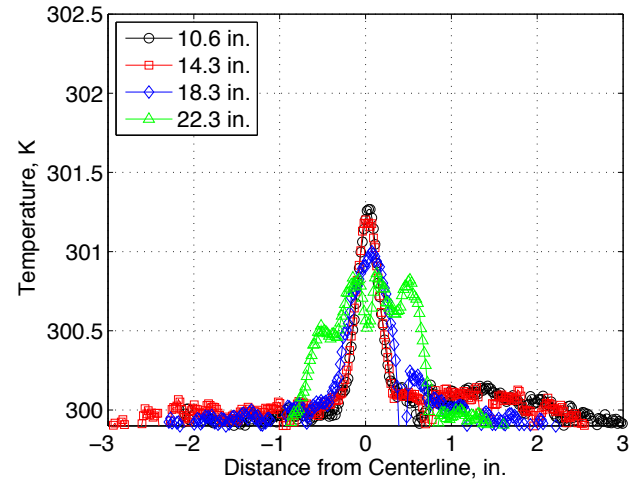 302.5
302
301.5
301
300.5
300
Temperature, K
10.6 in.
14.3 in.
18.3 in.
22.3 in.
−3 −2 −1 0 1 2 3
Distance from Centerline, in.